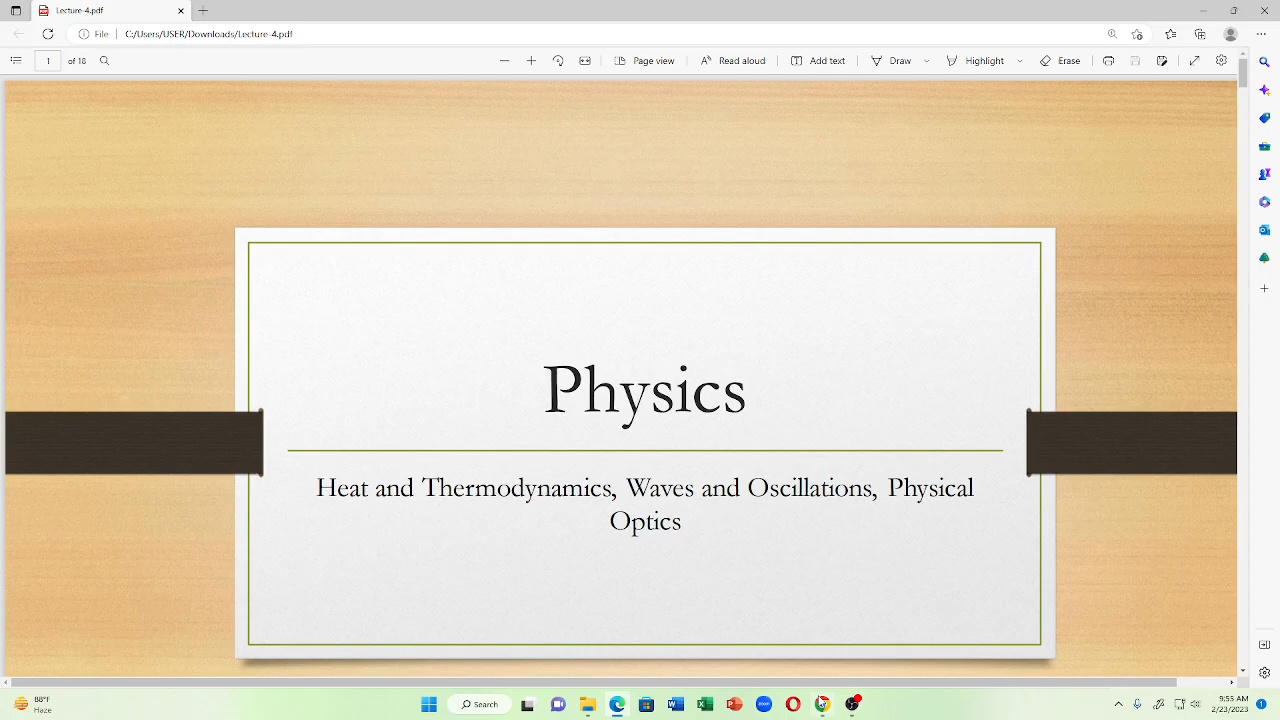 Lecture-4.pdf
File
C:/Users/USER/Downloads/Lecture-4.pdf
1 of 18
Page view
Read aloud
Add text
Draw
Highlight
Erase
Physics
Heat and Thermodynamics, Waves and Oscillations, Physical
Optics
88°F
Haze
Search
zoom
9:55 AM
2/23/2023